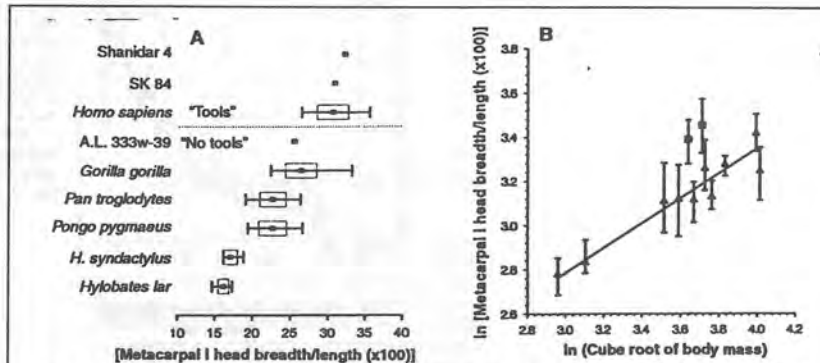 A
Shanidar 4
SK 84
Homo sapiens "Tools"
A.L. 333w-39 "No tools"
Gorilla gorilla
Pan troglodytes
Pongo pygmaeus
H. syndactylus
Hylobates lar
10 20 30 40
[Metacarpal I head breadth/length (x100)]
B
ln [Metacarpal I head breadth/length (x100)]
3.8
3.6
3.4
3.2
3.0
2.8
2.6
2.8 3.0 3.2 3.4 3.6 3.8 4.0 4.2
ln (Cube root of body mass)